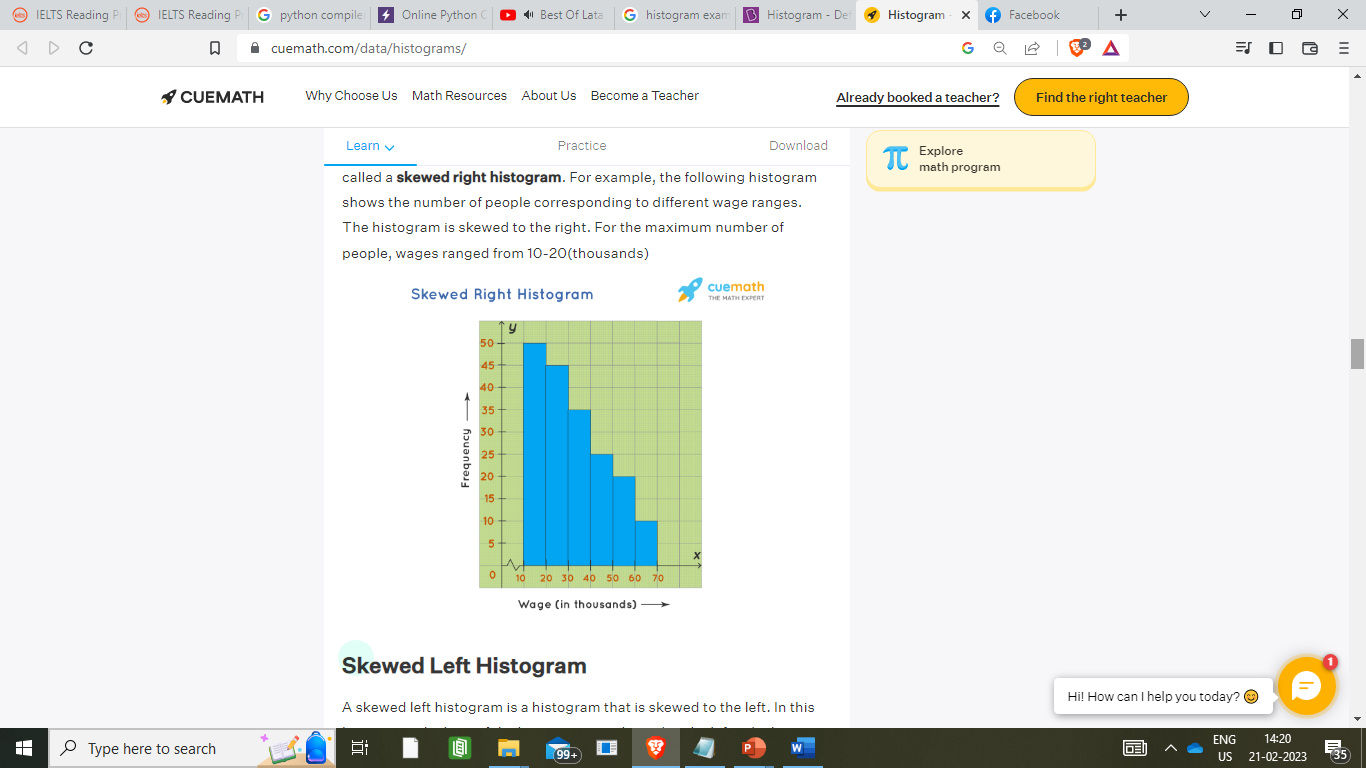 IELTS Reading P
IELTS Reading P
python compile
Online Python C
Best Of Lata
histogram exam
Histogram - De
Histogram -
Facebook
cuemath.com/data/histograms/
2
CUEMATH
Why Choose Us Math Resources About Us Become a Teacher
Already booked a teacher?
Find the right teacher
Learn Practice Download
Explore
math program
called a skewed right histogram. For example, the following histogram
shows the number of people corresponding to different wage ranges.
The histogram is skewed to the right. For the maximum number of
people, wages ranged from 10-20(thousands)
Skewed Right Histogram
cuemath
THE MATH EXPERT
y
50
45
40
35
30
25
20
15
10
5
Frequency
x
0 10 20 30 40 50 60 70
Wage (in thousands)
Skewed Left Histogram
A skewed left histogram is a histogram that is skewed to the left. In this
Hi! How can I help you today? 😊
1
Type here to search
99+
ENG
US
14:20
21-02-2023
35